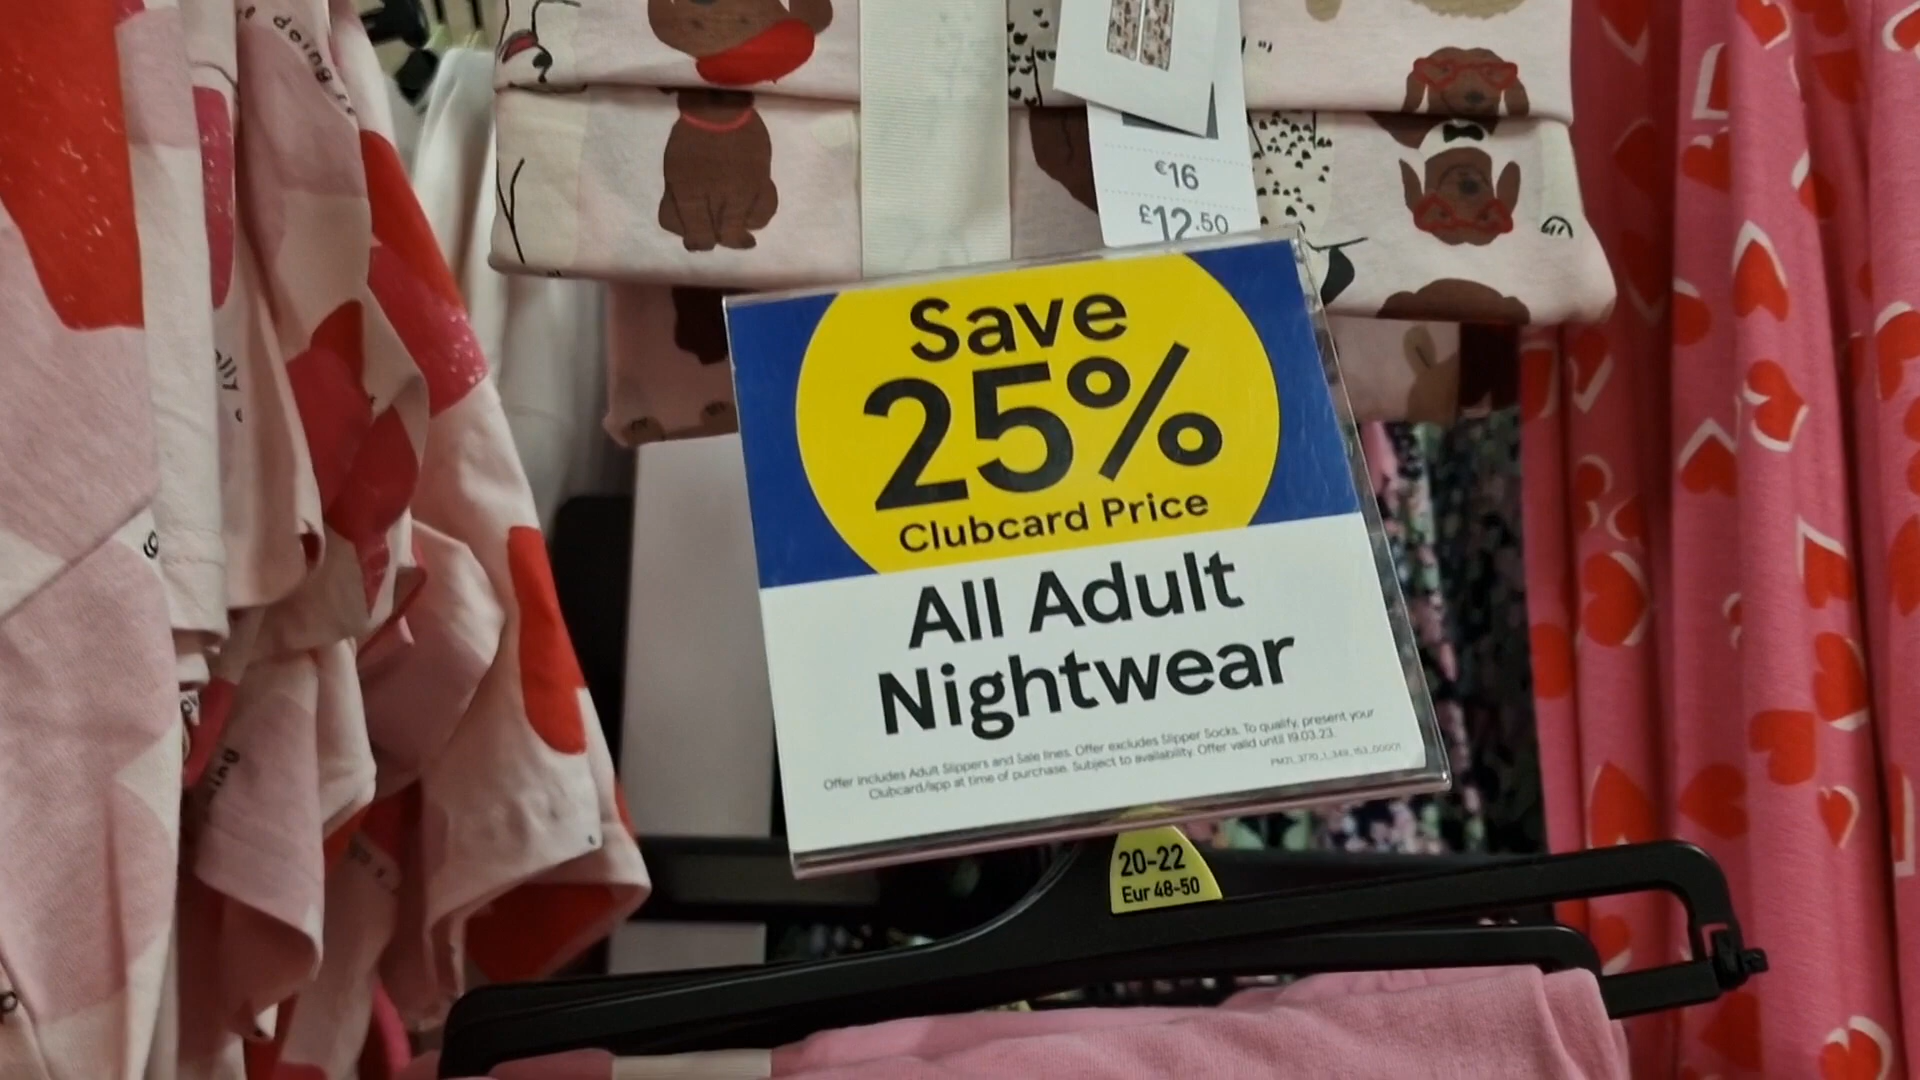 €16
£12.50
Save
25%
Clubcard Price
All Adult
Nightwear
Offer includes Adult Slippers and Sale lines. Offer excludes Slipper Socks. To qualify, present your
Clubcard/app at time of purchase. Subject to availability. Offer valid until 19.03.23.
20-22
Eur 48-50